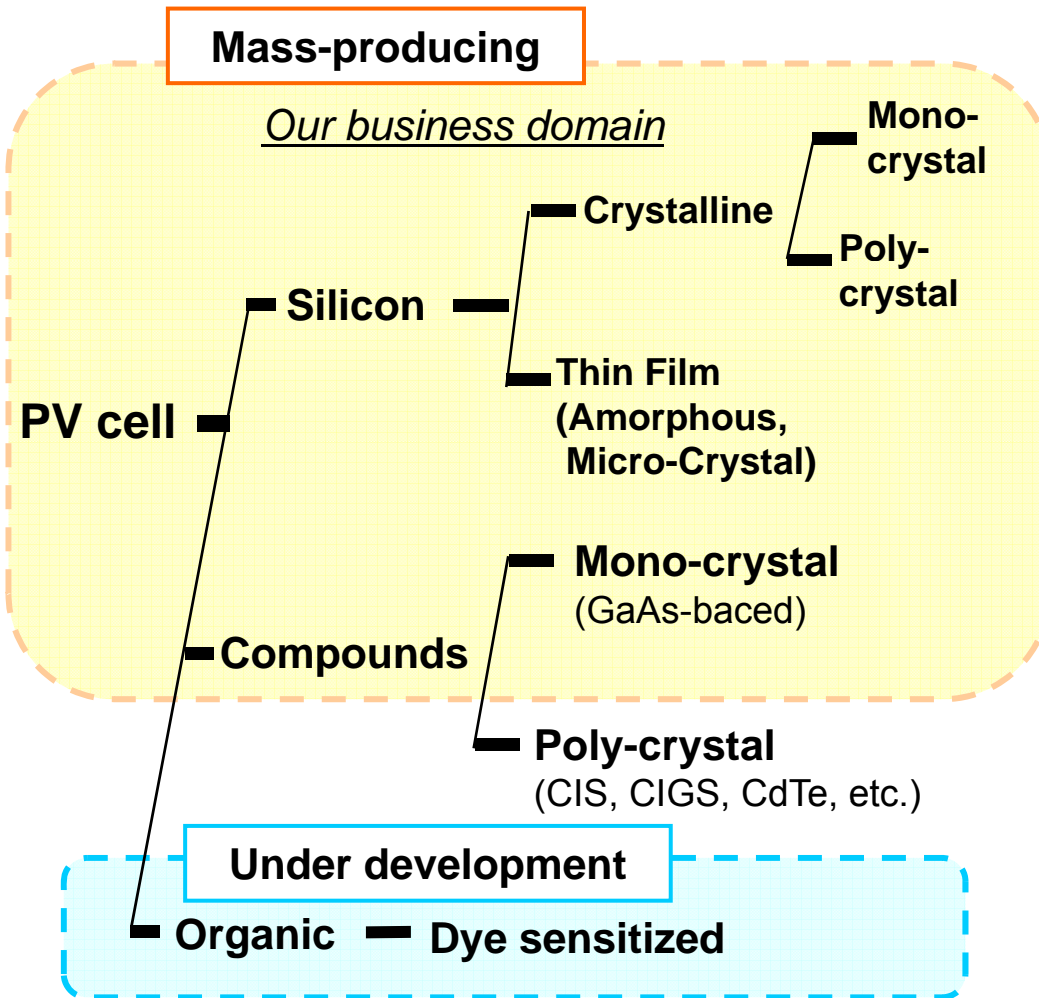 Mass-producing
Our business domain
Mono-
crystal
Crystalline
Poly-
crystal
Silicon
Thin Film
(Amorphous,
Micro-Crystal)
PV cell
Mono-crystal
(GaAs-baced)
Compounds
Poly-crystal
(CIS, CIGS, CdTe, etc.)
Under development
Organic
Dye sensitized